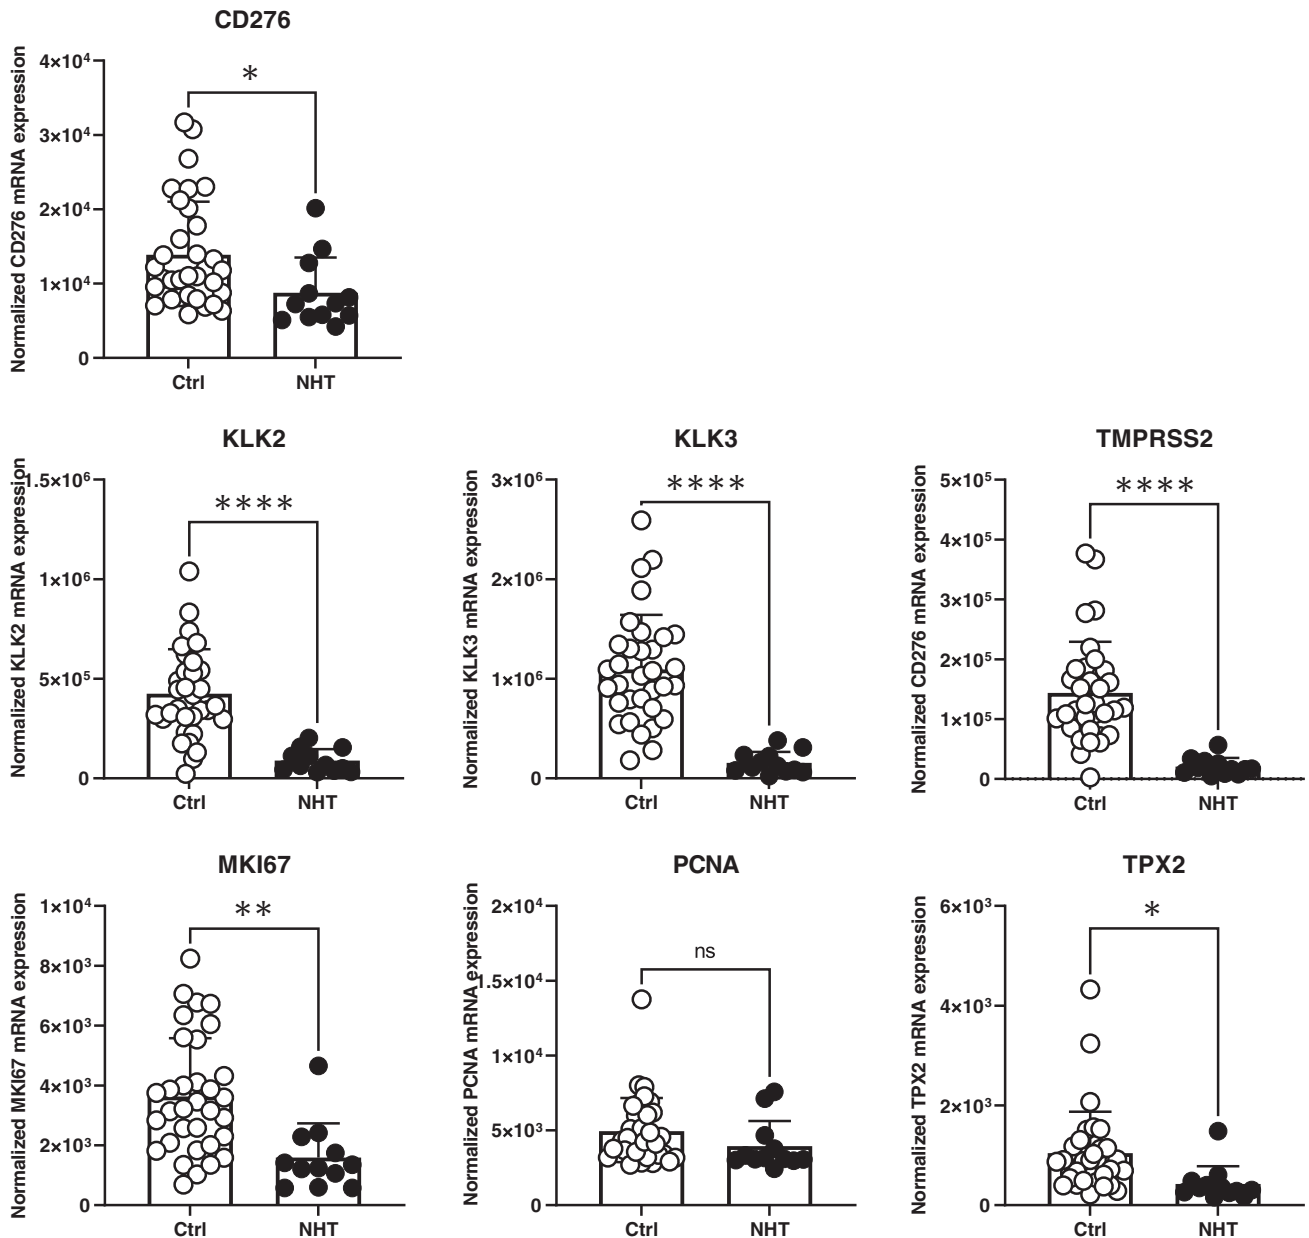 CD276
Normalized CD276 mRNA expression
4×10⁴
3×10⁴
2×10⁴
1×10⁴
0
*
Ctrl
NHT
KLK2
Normalized KLK2 mRNA expression
1.5×10⁶
1×10⁶
5×10⁵
0
****
Ctrl
NHT
KLK3
Normalized KLK3 mRNA expression
3×10⁶
2×10⁶
1×10⁶
0
****
Ctrl
NHT
TMPRSS2
Normalized CD276 mRNA expression
5×10⁵
4×10⁵
3×10⁵
2×10⁵
1×10⁵
0
****
Ctrl
NHT
MKI67
Normalized MKI67 mRNA expression
1×10⁴
8×10³
6×10³
4×10³
2×10³
0
**
Ctrl
NHT
PCNA
Normalized PCNA mRNA expression
2×10⁴
1.5×10⁴
1×10⁴
5×10³
0
ns
Ctrl
NHT
TPX2
Normalized TPX2 mRNA expression
6×10³
4×10³
2×10³
0
*
Ctrl
NHT